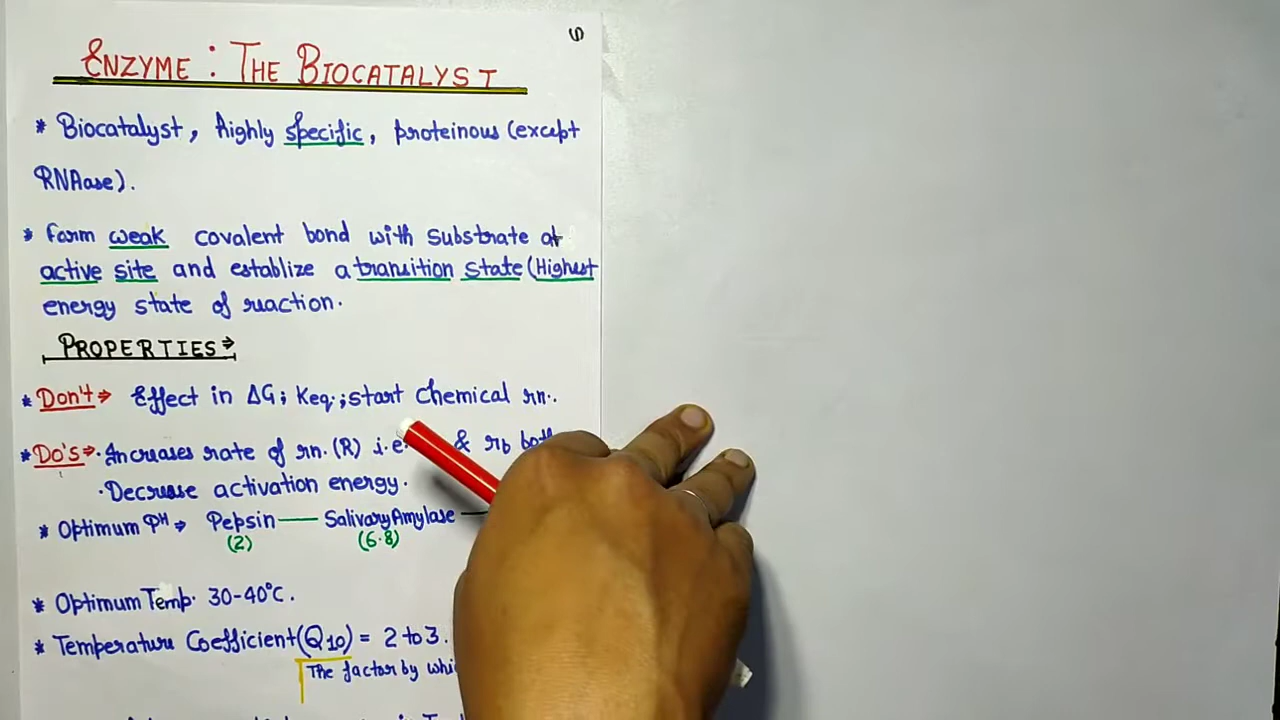 ENZYME : THE BIOCATALYST
* Biocatalyst, Highly specific, proteinous (except
RNAase).
* Form weak covalent bond with substrate at
active site and establize a transition state (Highest
energy state of reaction.
PROPERTIES →
* Don't → Effect in ΔG; Keq.; start chemical rn..
* Do's → · Increases rate of rn. (R) i.e. & rb both
· Decrease activation energy.
* Optimum PH → Pepsin — Salivary Amylase —
(2) (6.8)
* Optimum Temp. 30-40°C.
* Temperature Coefficient (Q10) = 2 to 3.
The factor by